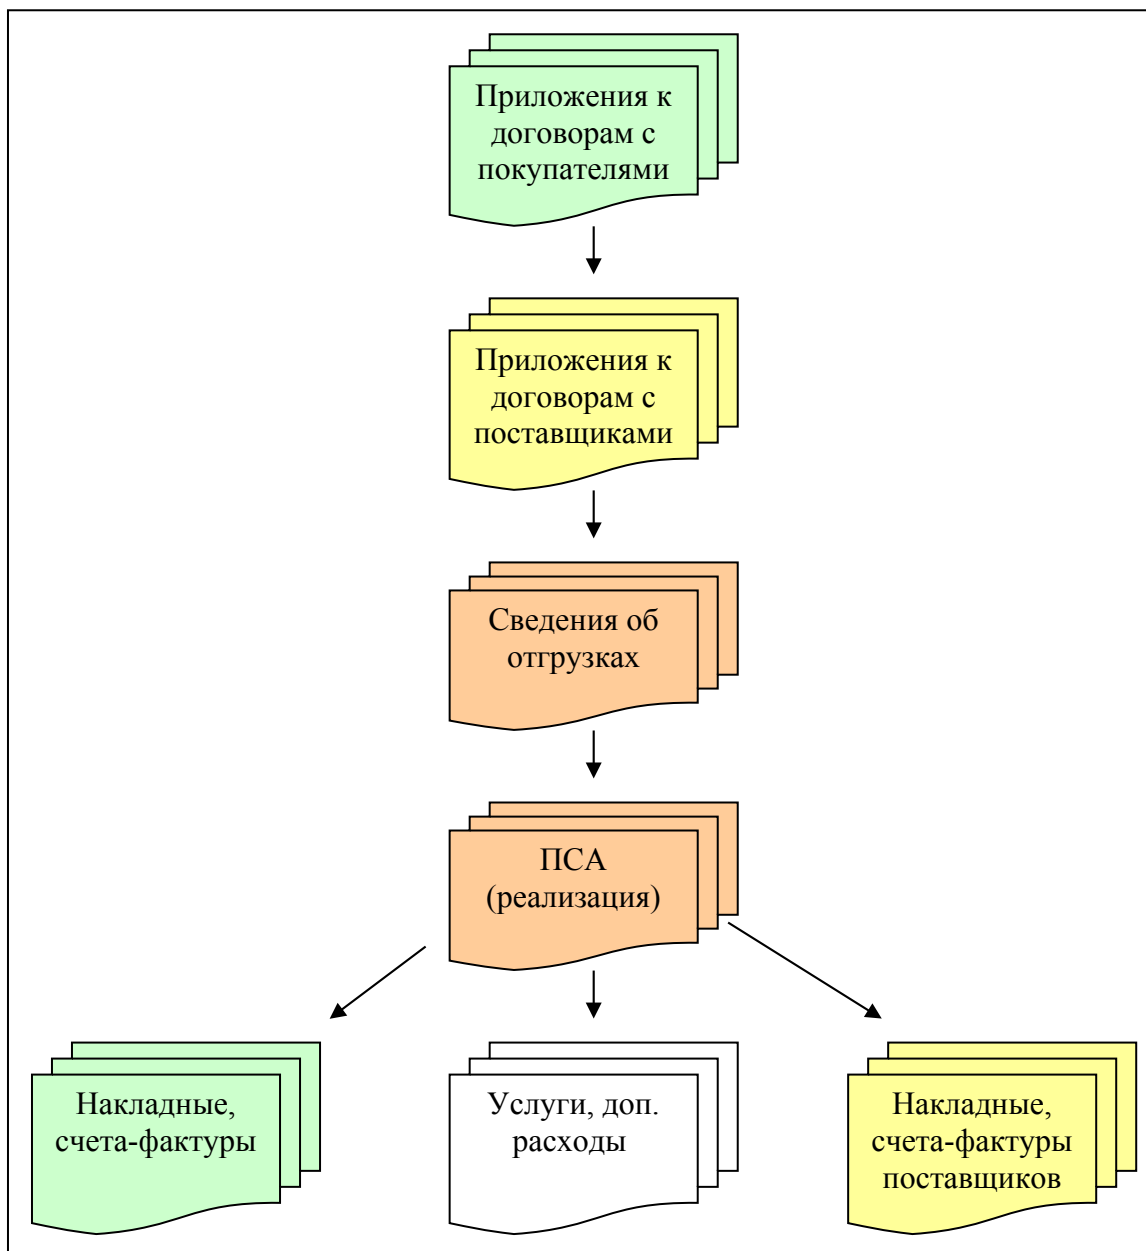 Приложения к
договорам с
покупателями
Приложения к
договорам с
поставщиками
Сведения об
отгрузках
ПСА
(реализация)
Накладные,
счета-фактуры
Услуги, доп.
расходы
Накладные,
счета-фактуры
поставщиков